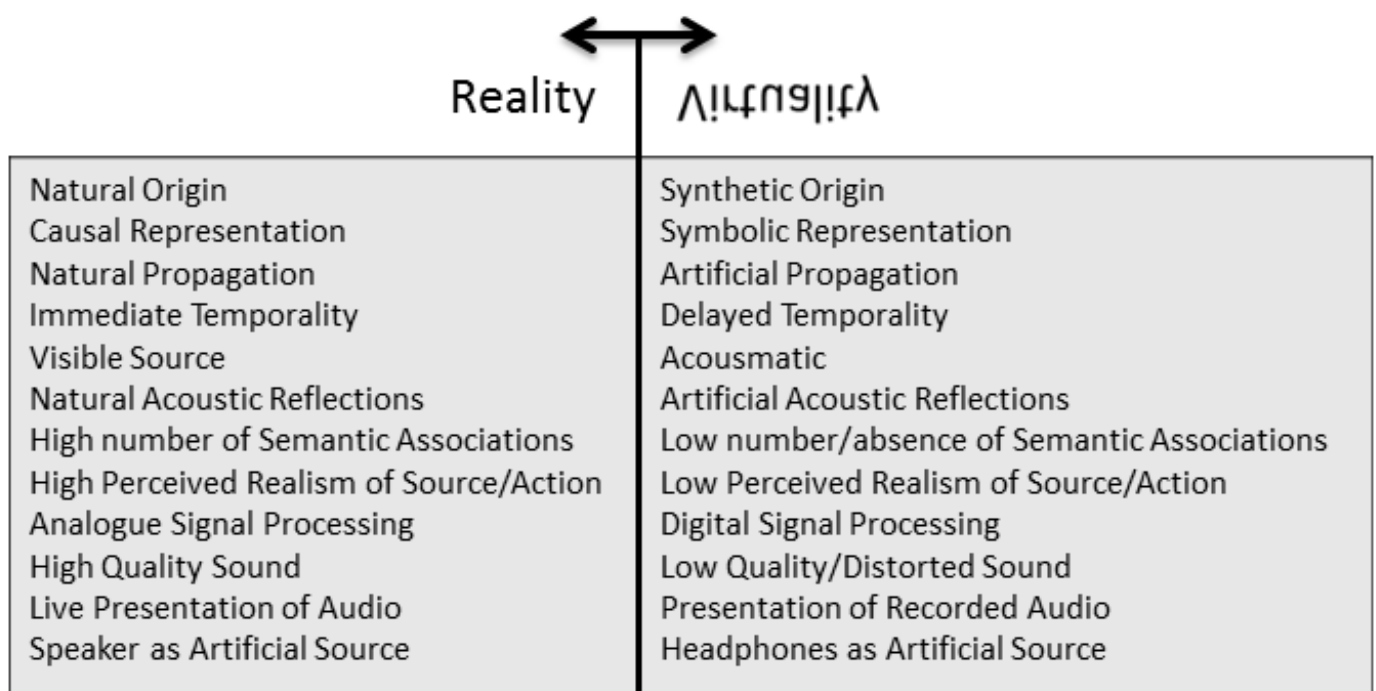 Reality
Virtuality
Natural Origin
Causal Representation
Natural Propagation
Immediate Temporality
Visible Source
Natural Acoustic Reflections
High number of Semantic Associations
High Perceived Realism of Source/Action
Analogue Signal Processing
High Quality Sound
Live Presentation of Audio
Speaker as Artificial Source
Synthetic Origin
Symbolic Representation
Artificial Propagation
Delayed Temporality
Acousmatic
Artificial Acoustic Reflections
Low number/absence of Semantic Associations
Low Perceived Realism of Source/Action
Digital Signal Processing
Low Quality/Distorted Sound
Presentation of Recorded Audio
Headphones as Artificial Source